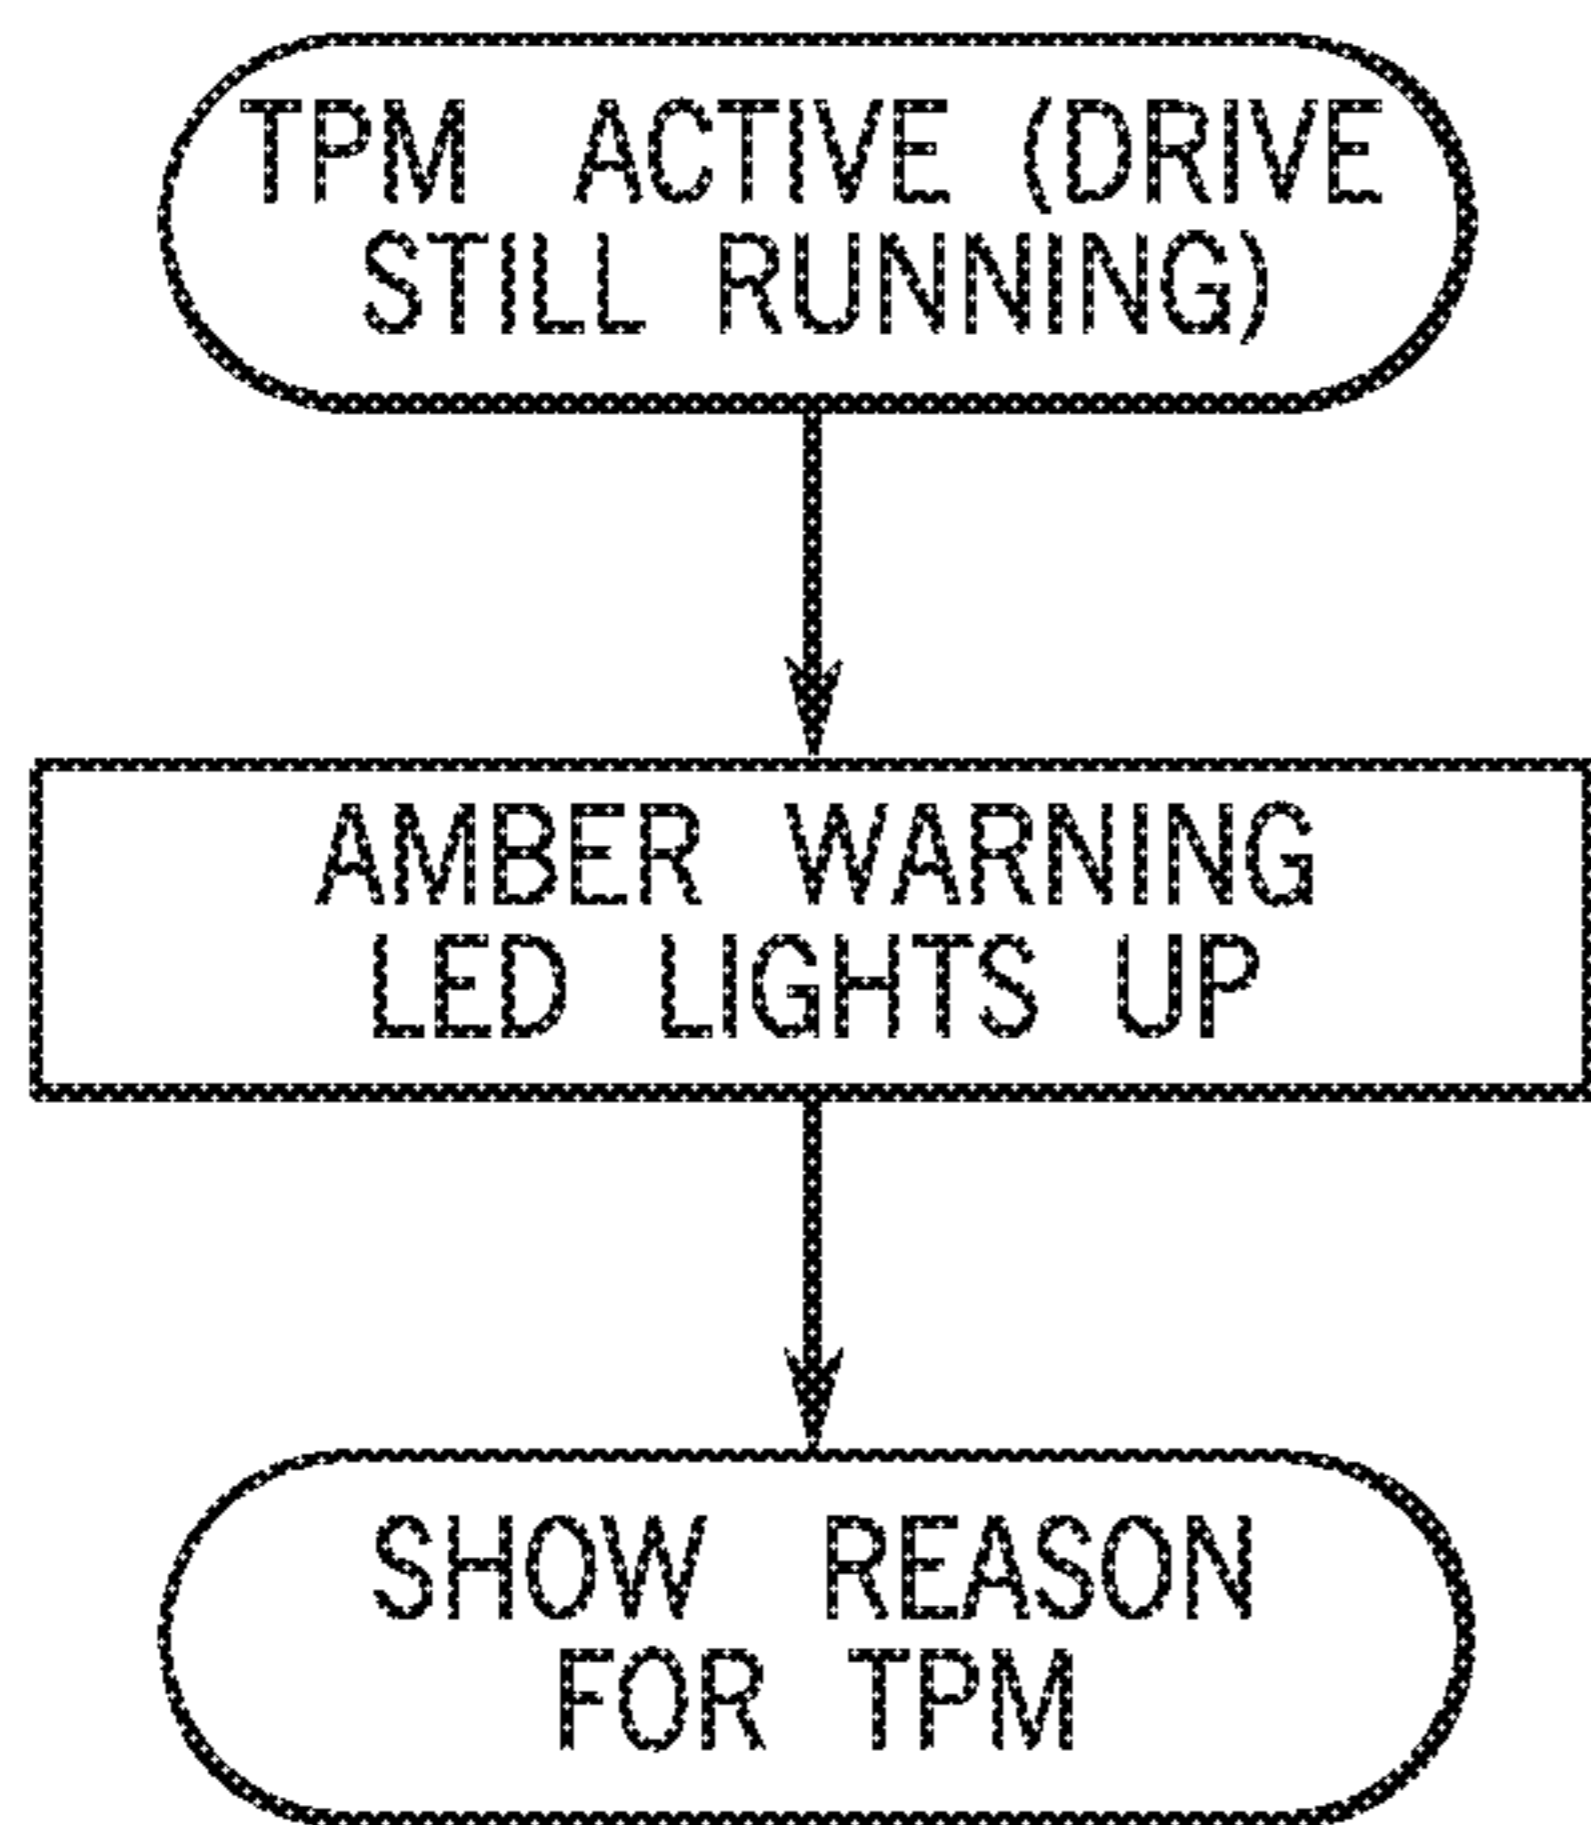 TPM ACTIVE (DRIVE
STILL RUNNING)
AMBER WARNING
LED LIGHTS UP
SHOW REASON
FOR TPM